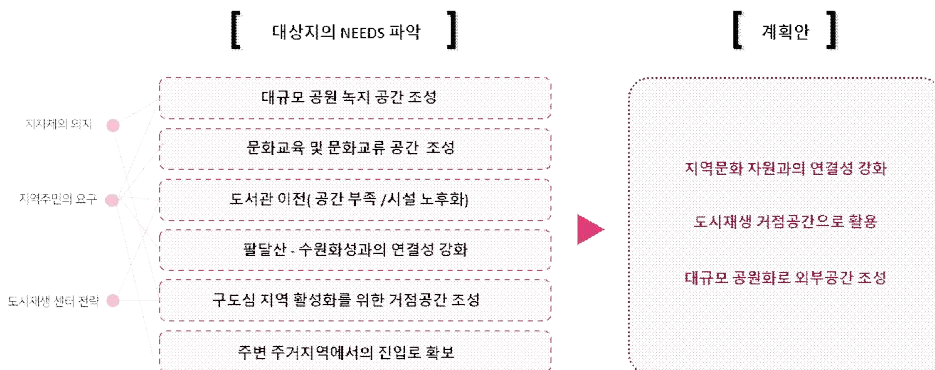 [ 대상지의 NEEDS 파악 ]
[ 계획안 ]
지자체의 의지
지역주민의 요구
도시재생 센터 전략
대규모 공원 녹지 공간 조성
문화교육 및 문화교류 공간 조성
도서관 이전( 공간 부족 /시설 노후화)
팔달산 - 수원화성과의 연결성 강화
구도심 지역 활성화를 위한 거점공간 조성
주변 주거지역에서의 진입로 확보
지역문화 자원과의 연결성 강화
도시재생 거점공간으로 활용
대규모 공원화로 외부공간 조성